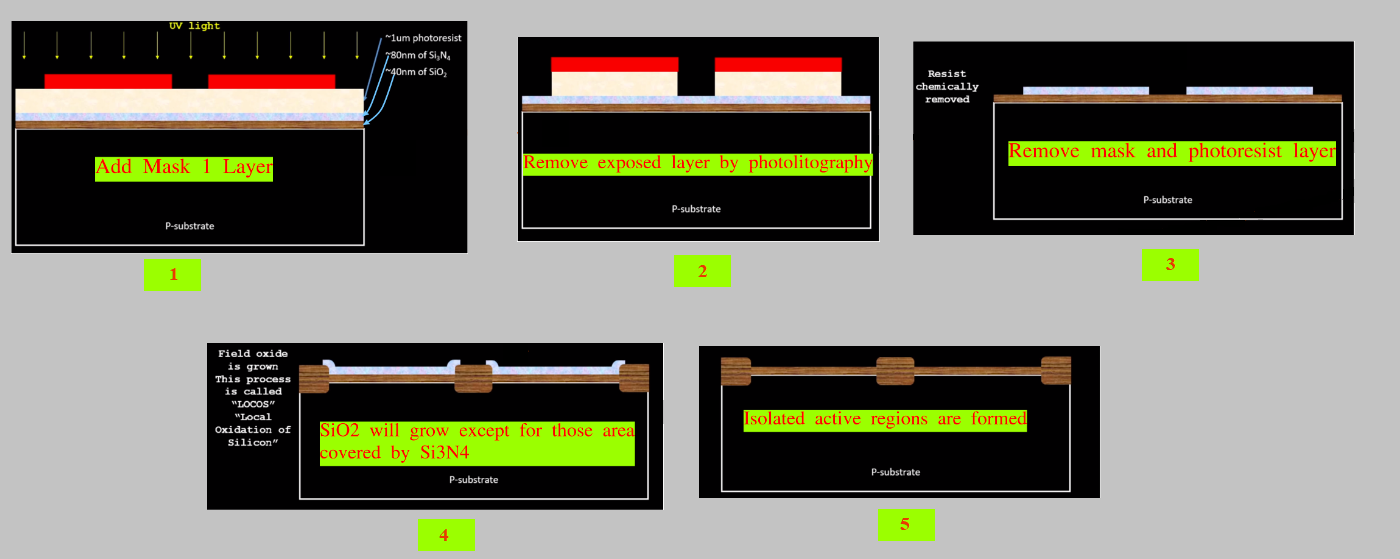 UV light
~1um photoresist
~80nm of Si₃N₄
~40nm of SiO₂
Add Mask 1 Layer
P-substrate
1
Remove exposed layer by photolitography
P-substrate
2
Resist
chemically
removed
Remove mask and photoresist layer
P-substrate
3
Field oxide
is grown
This process
is called
“LOCOS”
“Local
Oxidation of
Silicon”
SiO2 will grow except for those area
covered by Si3N4
P-substrate
4
Isolated active regions are formed
P-substrate
5